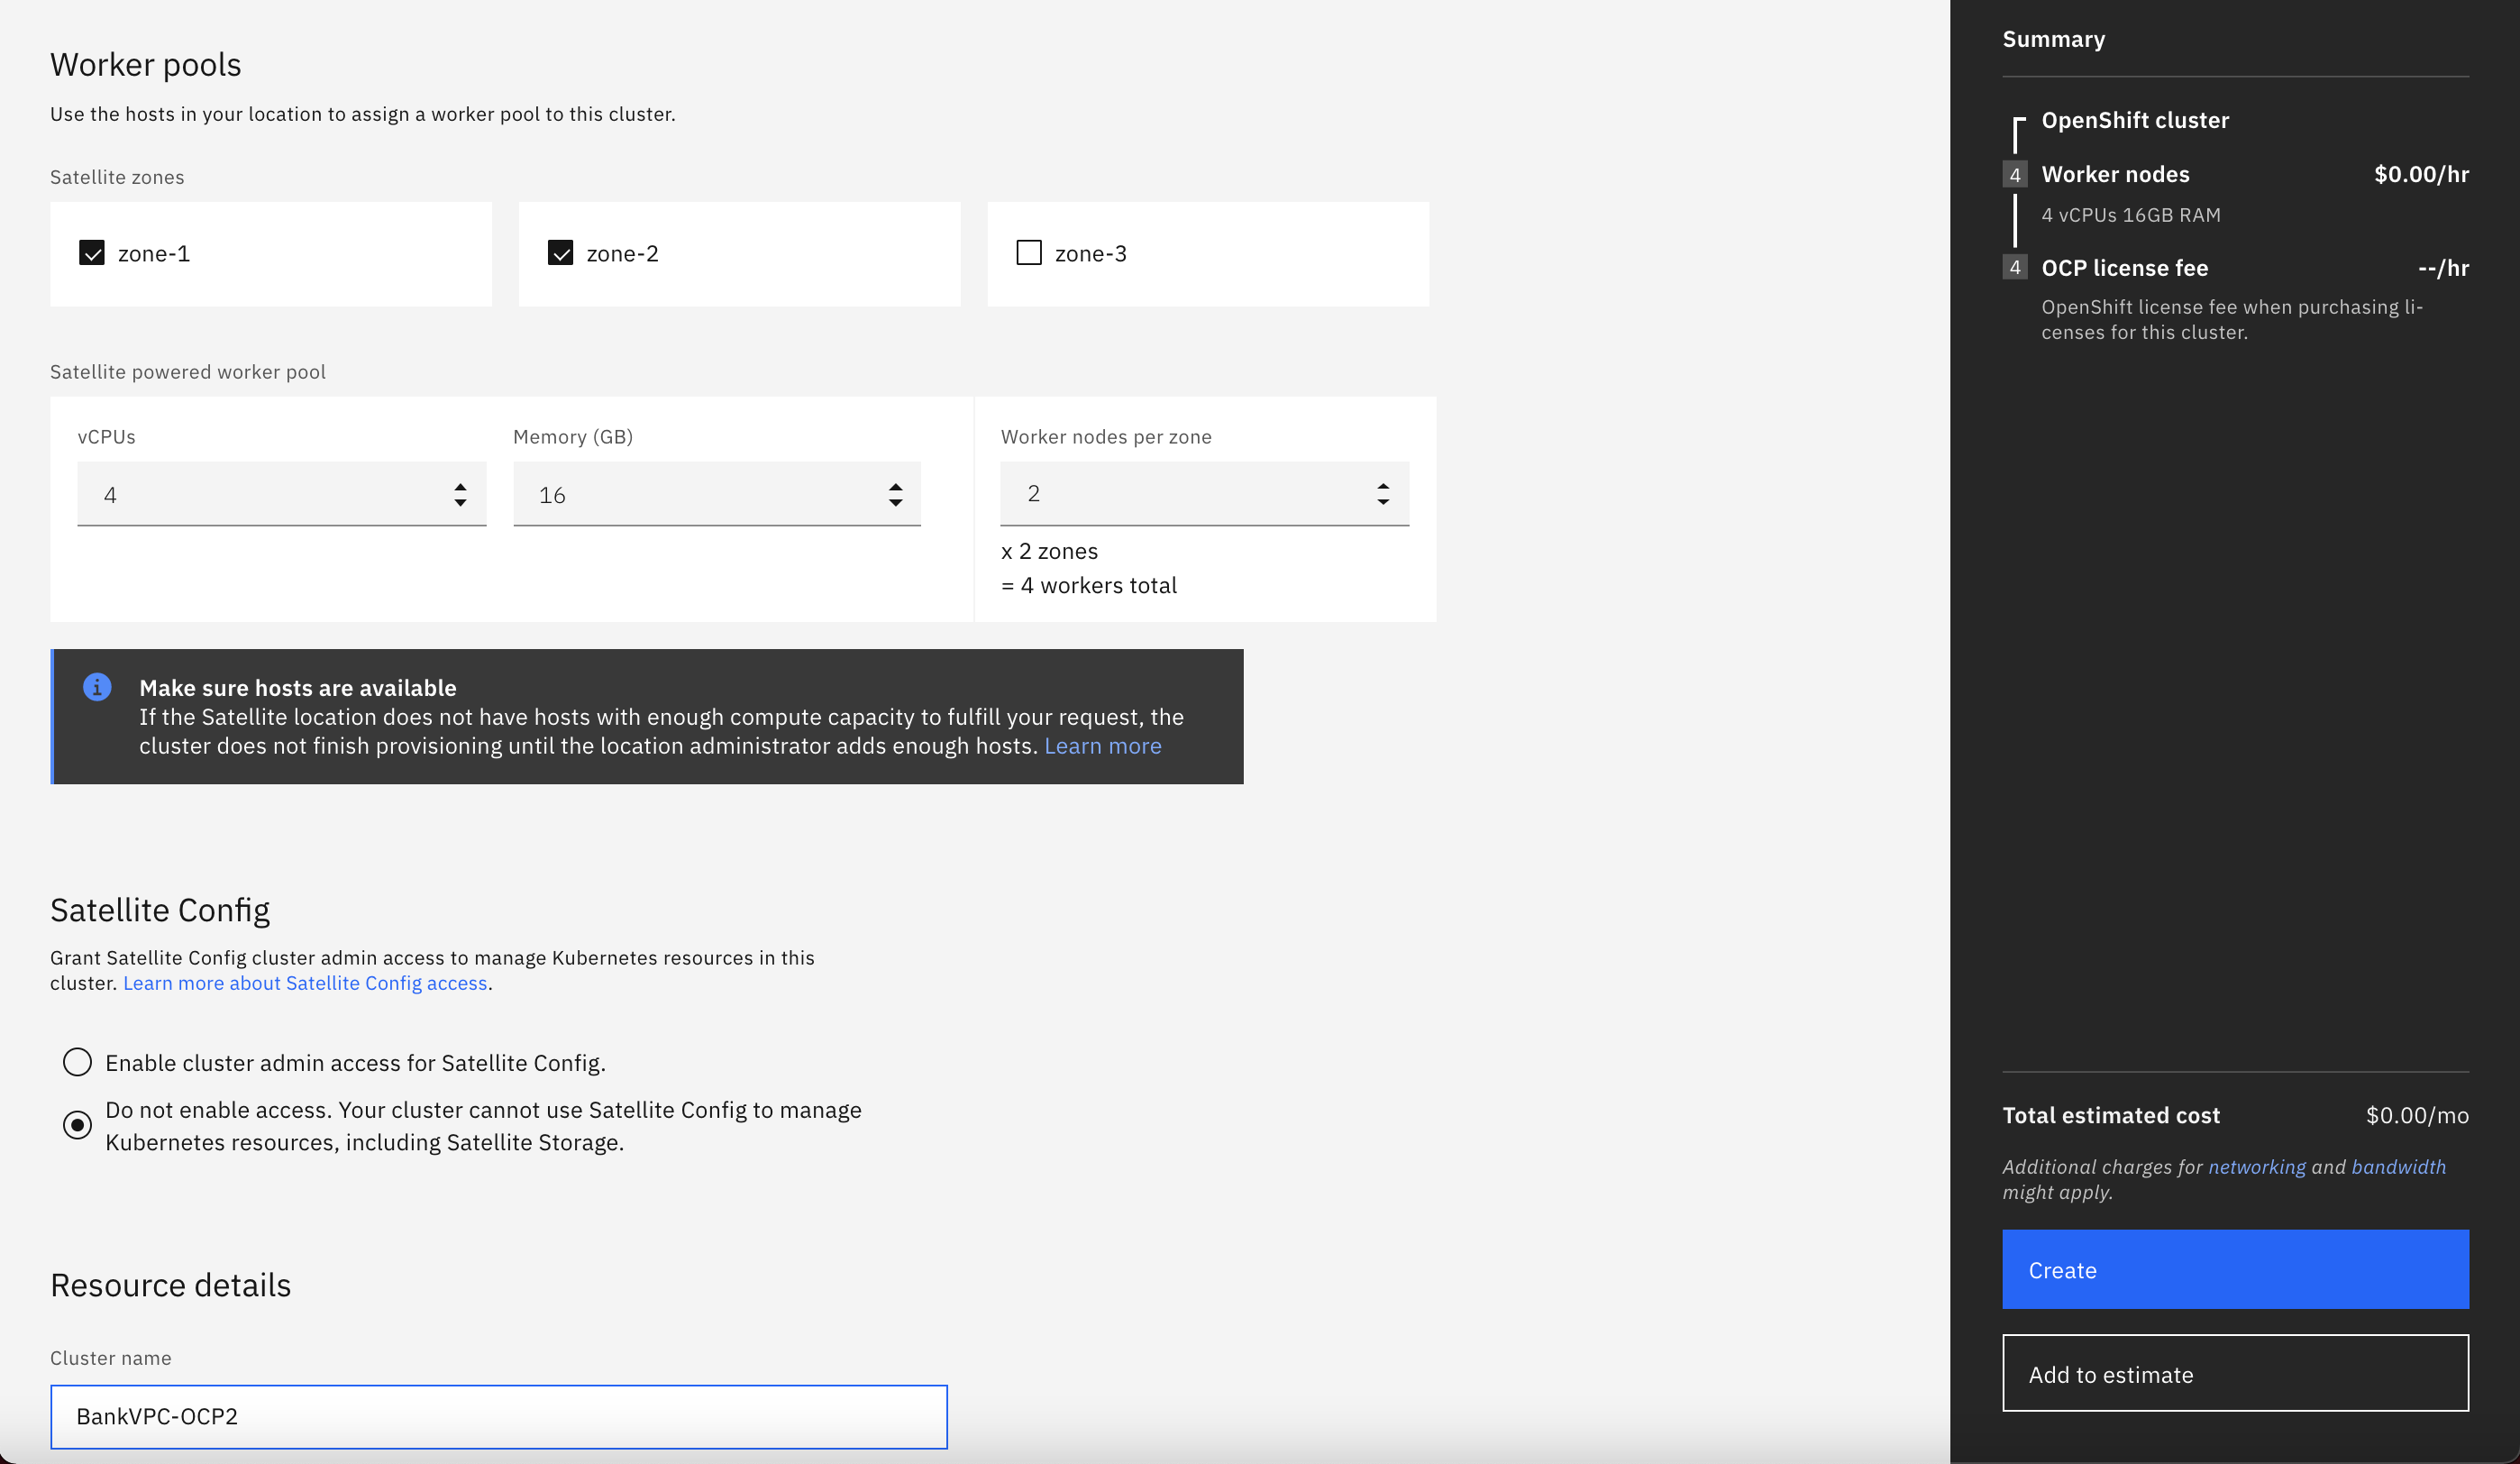 Worker pools
Use the hosts in your location to assign a worker pool to this cluster.
Satellite zones
zone-1
zone-2
zone-3
Satellite powered worker pool
vCPUs
Memory (GB)
Worker nodes per zone
4
16
2
x 2 zones
= 4 workers total
Make sure hosts are available
If the Satellite location does not have hosts with enough compute capacity to fulfill your request, the
cluster does not finish provisioning until the location administrator adds enough hosts. Learn more
Satellite Config
Grant Satellite Config cluster admin access to manage Kubernetes resources in this
cluster. Learn more about Satellite Config access.
Enable cluster admin access for Satellite Config.
Do not enable access. Your cluster cannot use Satellite Config to manage
Kubernetes resources, including Satellite Storage.
Resource details
Cluster name
BankVPC-OCP2
Summary
OpenShift cluster
4 Worker nodes $0.00/hr
4 vCPUs 16GB RAM
4 OCP license fee --/hr
OpenShift license fee when purchasing li-
censes for this cluster.
Total estimated cost $0.00/mo
Additional charges for networking and bandwidth
might apply.
Create
Add to estimate